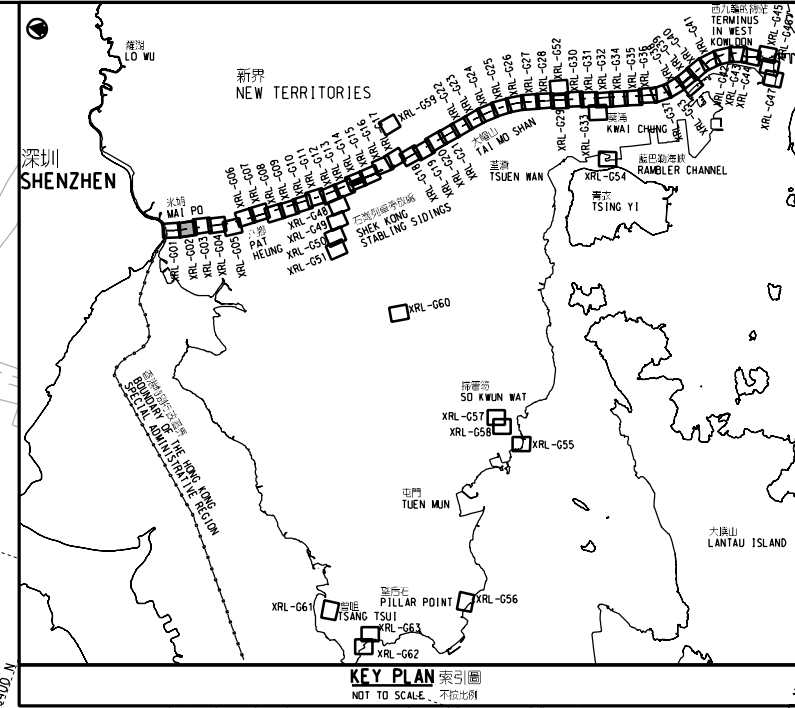 羅湖
LO WU
新界
NEW TERRITORIES
深圳
SHENZHEN
米埔
MAI PO
XRL-G01
XRL-G02
XRL-G03
XRL-G04
XRL-G05
XRL-G06
XRL-G07
XRL-G08
XRL-G09
XRL-G10
XRL-G11
XRL-G12
XRL-G13
XRL-G14
XRL-G15
XRL-G16
XRL-G59
XRL-G18
XRL-G19
XRL-G20
XRL-G21
XRL-G22
XRL-G23
XRL-G24
XRL-G25
XRL-G26
XRL-G27
XRL-G28
XRL-G52
XRL-G29
XRL-G30
XRL-G31
XRL-G32
XRL-G33
XRL-G34
XRL-G35
XRL-G36
XRL-G37
XRL-G40
XRL-G41
XRL-G42
XRL-G43
XRL-G44
XRL-G45
XRL-G47
TERMINUS
IN WEST
KOWLOON
八鄉
PAT
HEUNG
XRL-G48
XRL-G49
XRL-G50
XRL-G51
SHEK KONG
STABLING SIDINGS
大帽山
TAI MO SHAN
荃灣
TSUEN WAN
葵涌
KWAI CHUNG
XRL-G54
藍巴勒海峽
RAMBLER CHANNEL
青衣
TSING YI
XRL-G60
掃管笏
SO KWUN WAT
XRL-G57
XRL-G58
XRL-G55
屯門
TUEN MUN
BOUNDARY OF THE HONG KONG
SPECIAL ADMINISTRATIVE REGION
大嶼山
LANTAU ISLAND
望后石
PILLAR POINT
XRL-G56
XRL-G61
曾咀
TSANG TSUI
XRL-G63
XRL-G62
KEY PLAN 索引圖
NOT TO SCALE 不按比例